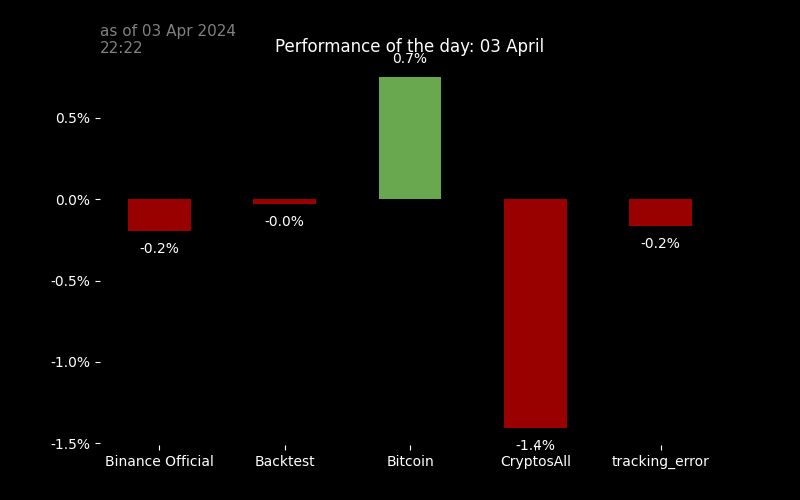 as of 03 Apr 2024
22:22
Performance of the day: 03 April
0.7%
0.5%
0.0%
-0.2%
-0.0%
-0.2%
-0.5%
-1.0%
-1.4%
-1.5%
Binance Official
Backtest
Bitcoin
CryptosAll
tracking_error